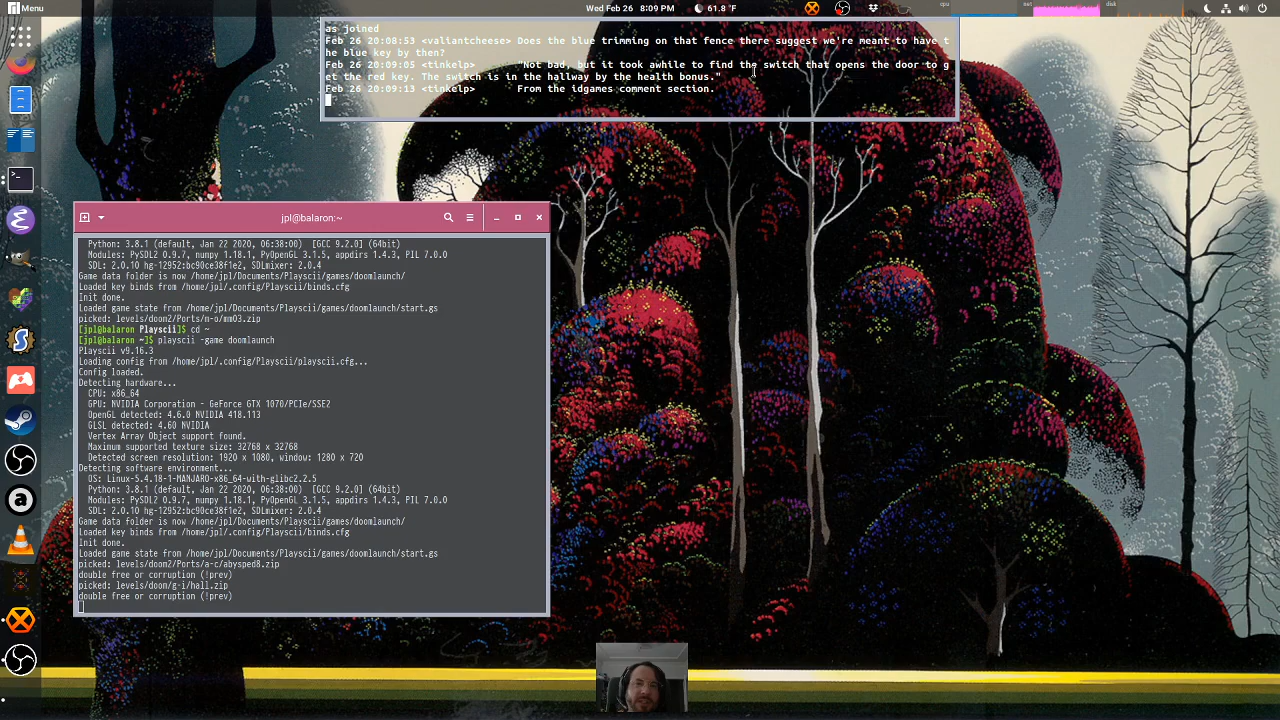 Menu
Wed Feb 26  8:09 PM
61.8 °F
cpu
net
disk
as joined
Feb 26 20:08:53 <valiantcheese> Does the blue trimming on that fence there suggest we're meant to have t
he blue key by then?
Feb 26 20:09:05 <tinkelp>       "Not bad, but it took awhile to find the switch that opens the door to g
et the red key. The switch is in the hallway by the health bonus."
Feb 26 20:09:13 <tinkelp>       From the idgames comment section.
jpl@balaron:~
Python: 3.8.1 (default, Jan 22 2020, 06:38:00)  [GCC 9.2.0] (64bit)
Modules: PySDL2 0.9.7, numpy 1.18.1, PyOpenGL 3.1.5, appdirs 1.4.3, PIL 7.0.0
SDL: 2.0.10 hg-12952:bc90ce38f1e2, SDLmixer: 2.0.4
Game data folder is now /home/jpl/Documents/Playscii/games/doomlaunch/
Loaded key binds from /home/jpl/.config/Playscii/binds.cfg
Init done.
Loaded game state from /home/jpl/Documents/Playscii/games/doomlaunch/start.gs
picked: levels/doom2/Ports/m-o/mm03.zip
[jpl@balaron Playscii]$ cd ~
[jpl@balaron ~]$ playscii -game doomlaunch
Playscii v9.16.3
Loading config from /home/jpl/.config/Playscii/playscii.cfg...
Config loaded.
Detecting hardware...
CPU: x86_64
GPU: NVIDIA Corporation - GeForce GTX 1070/PCIe/SSE2
OpenGL detected: 4.6.0 NVIDIA 418.113
GLSL detected: 4.60 NVIDIA
Vertex Array Object support found.
Maximum supported texture size: 32768 x 32768
Detected screen resolution: 1920 x 1080, window: 1280 x 720
Detecting software environment...
OS: Linux-5.4.18-1-MANJARO-x86_64-with-glibc2.2.5
Python: 3.8.1 (default, Jan 22 2020, 06:38:00)  [GCC 9.2.0] (64bit)
Modules: PySDL2 0.9.7, numpy 1.18.1, PyOpenGL 3.1.5, appdirs 1.4.3, PIL 7.0.0
SDL: 2.0.10 hg-12952:bc90ce38f1e2, SDLmixer: 2.0.4
Game data folder is now /home/jpl/Documents/Playscii/games/doomlaunch/
Loaded key binds from /home/jpl/.config/Playscii/binds.cfg
Init done.
Loaded game state from /home/jpl/Documents/Playscii/games/doomlaunch/start.gs
picked: levels/doom2/Ports/a-c/abysped8.zip
double free or corruption (!prev)
picked: levels/doom/g-i/hall.zip
double free or corruption (!prev)